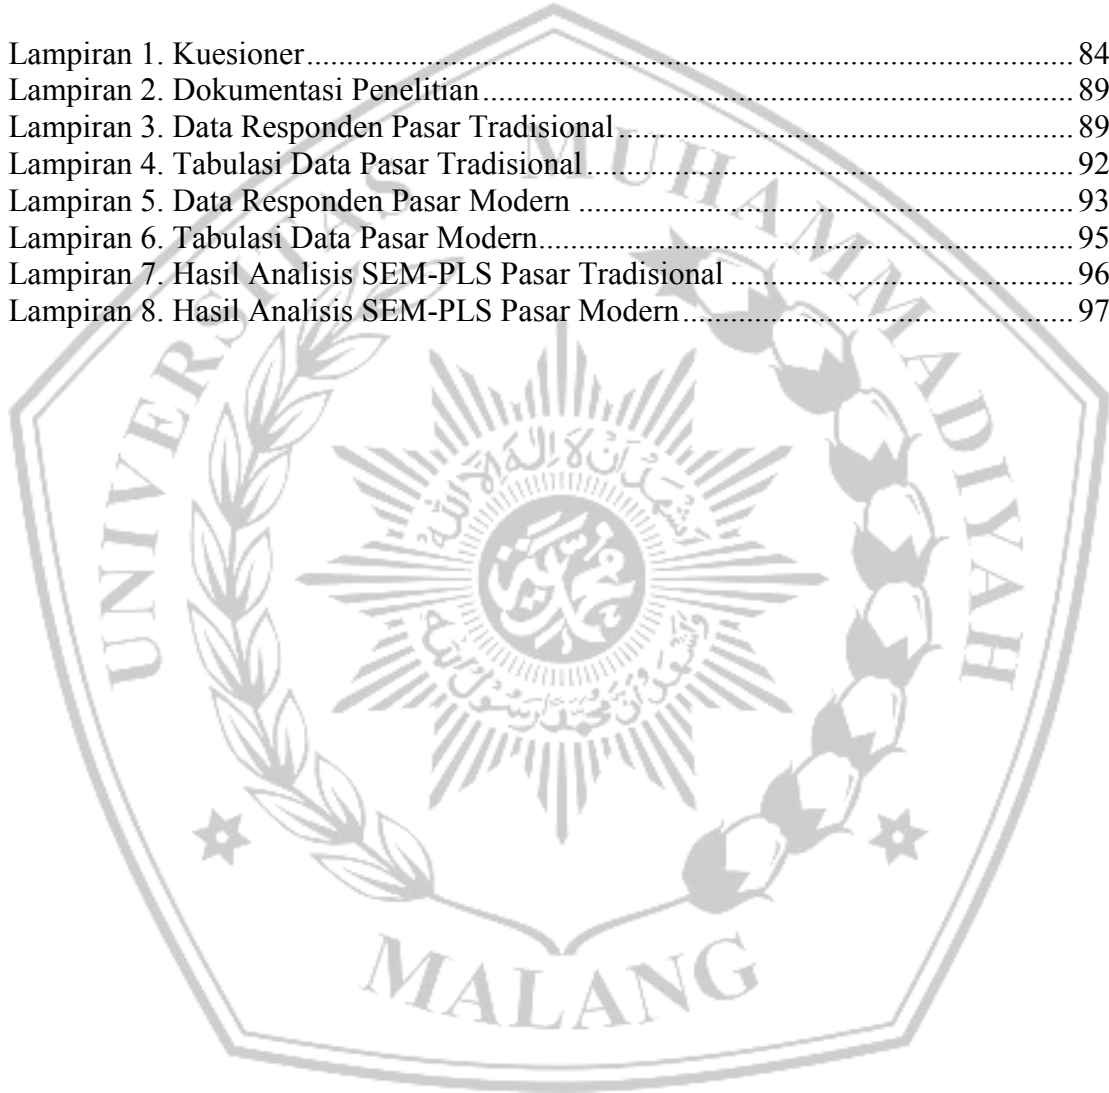 Lampiran 1. Kuesioner........................................................................................................ 84
Lampiran 2. Dokumentasi Penelitian................................................................................ 89
Lampiran 3. Data Responden Pasar Tradisional.............................................................. 89
Lampiran 4. Tabulasi Data Pasar Tradisional.................................................................. 92
Lampiran 5. Data Responden Pasar Modern................................................................... 93
Lampiran 6. Tabulasi Data Pasar Modern........................................................................ 95
Lampiran 7. Hasil Analisis SEM-PLS Pasar Tradisional................................................ 96
Lampiran 8. Hasil Analisis SEM-PLS Pasar Modern..................................................... 97
UNIVERSITAS MUHAMMADIYAH
MALANG